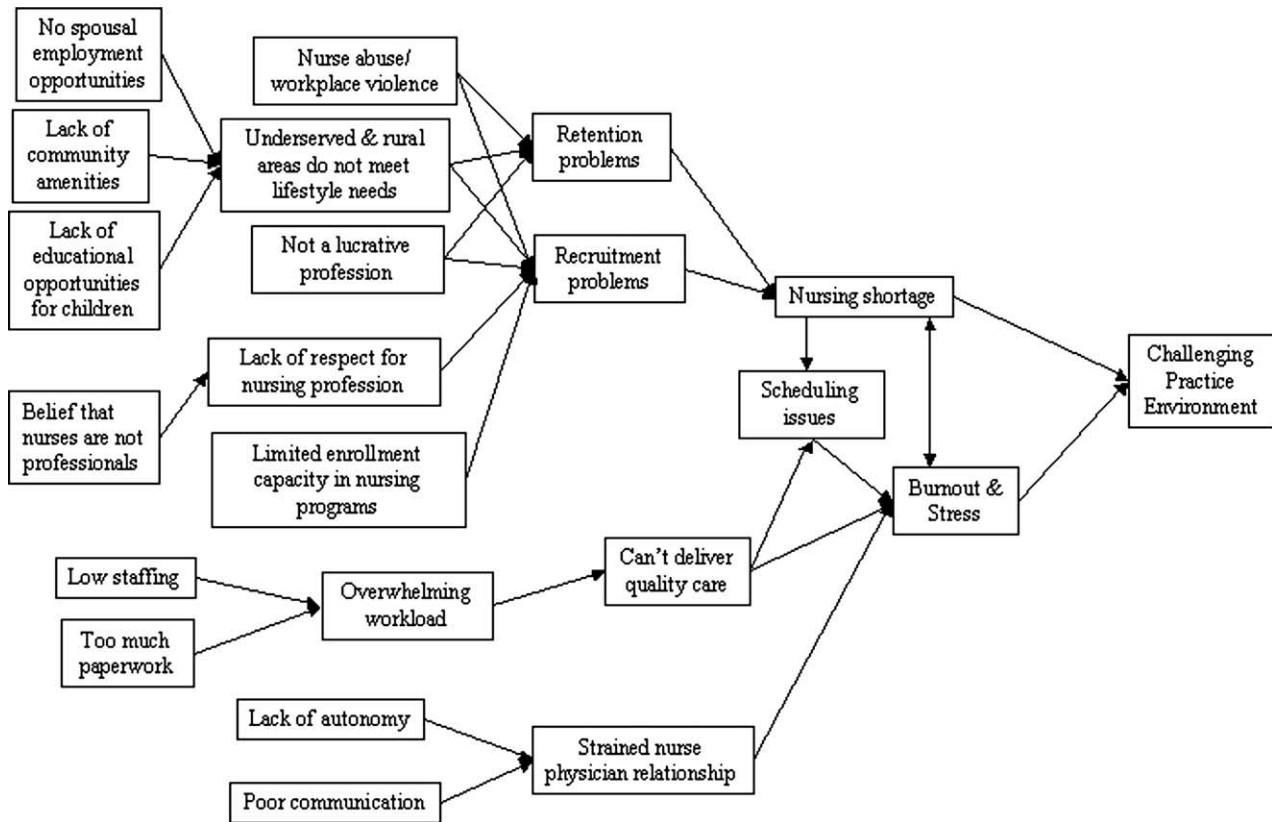 No spousal
employment
opportunities
Nurse abuse/
workplace violence
Lack of
community
amenities
Underserved & rural
areas do not meet
lifestyle needs
Retention
problems
Lack of
educational
opportunities
for children
Not a lucrative
profession
Recruitment
problems
Nursing shortage
Challenging
Practice
Environment
Lack of respect for
nursing profession
Scheduling
issues
Belief that
nurses are not
professionals
Limited enrollment
capacity in nursing
programs
Burnout &
Stress
Low staffing
Overwhelming
workload
Can't deliver
quality care
Too much
paperwork
Lack of autonomy
Strained nurse
physician relationship
Poor communication